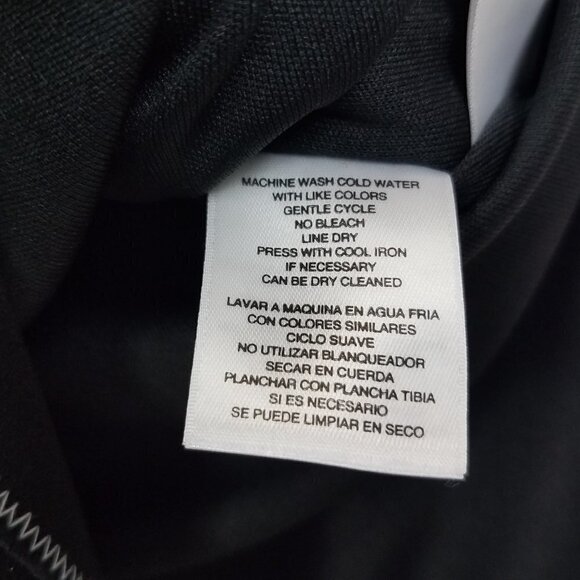 MACHINE WASH COLD WATER
WITH LIKE COLORS
GENTLE CYCLE
NO BLEACH
LINE DRY
PRESS WITH COOL IRON
IF NECESSARY
CAN BE DRY CLEANED
LAVAR A MAQUINA EN AGUA FRIA
CON COLORES SIMILARES
CICLO SUAVE
NO UTILIZAR BLANQUEADOR
SECAR EN CUERDA
PLANCHAR CON PLANCHA TIBIA
SI ES NECESARIO
SE PUEDE LIMPIAR EN SECO